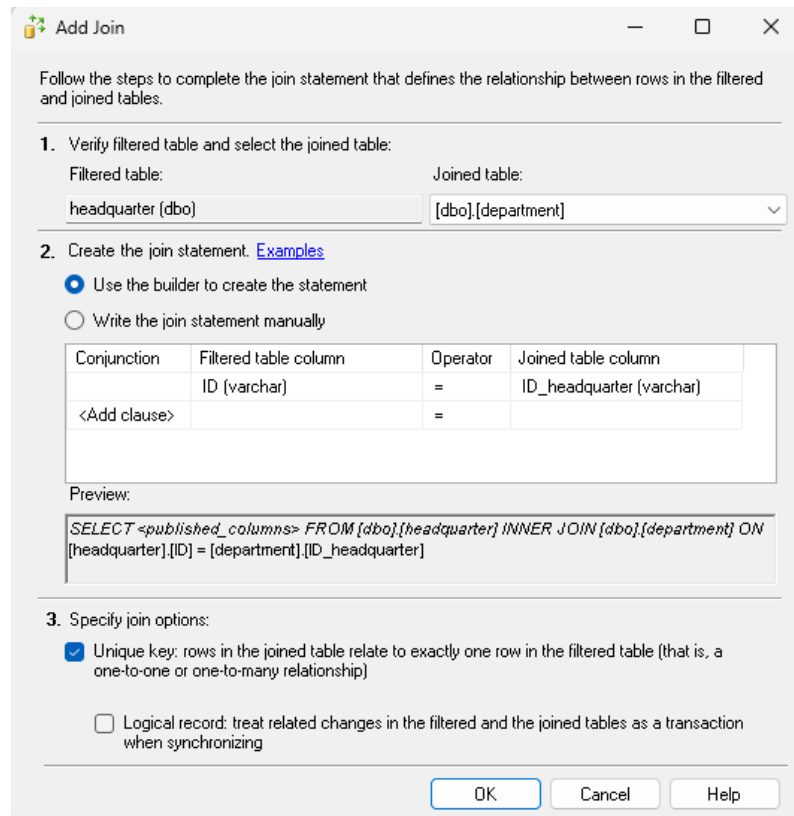 Add Join
Follow the steps to complete the join statement that defines the relationship between rows in the filtered
and joined tables.
1. Verify filtered table and select the joined table:
Filtered table:
Joined table:
headquarter (dbo)
[dbo].[department]
2. Create the join statement. Examples
Use the builder to create the statement
Write the join statement manually
Conjunction Filtered table column Operator Joined table column
ID (varchar) = ID_headquarter (varchar)
<Add clause> =
Preview:
SELECT <published_columns> FROM [dbo].[headquarter] INNER JOIN [dbo].[department] ON
[headquarter].[ID] = [department].[ID_headquarter]
3. Specify join options:
Unique key: rows in the joined table relate to exactly one row in the filtered table (that is, a
one-to-one or one-to-many relationship)
Logical record: treat related changes in the filtered and the joined tables as a transaction
when synchronizing
OK Cancel Help